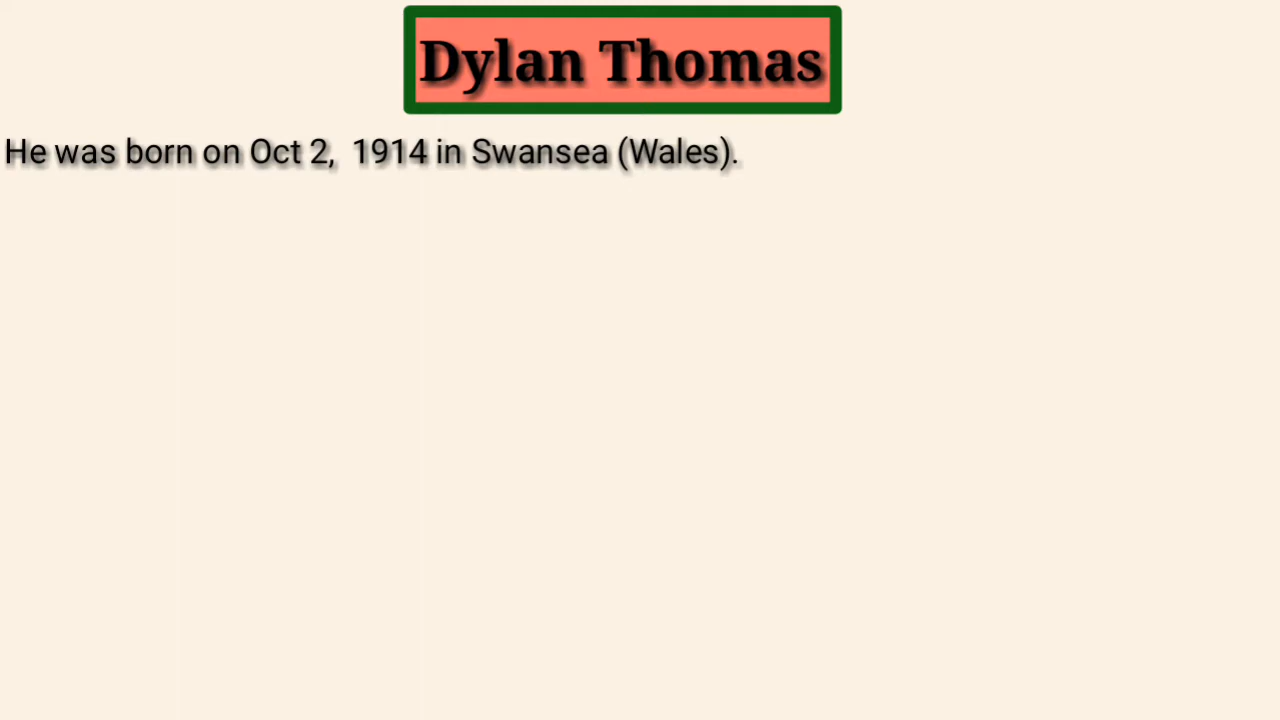 Dylan Thomas
He was born on Oct 2,  1914 in Swansea (Wales).